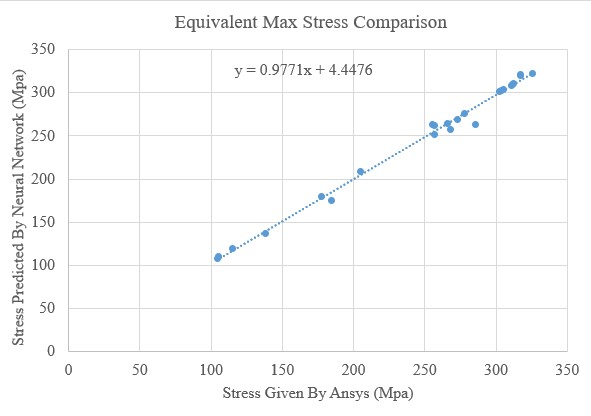 Equivalent Max Stress Comparison
y = 0.9771x + 4.4476
Stress Predicted By Neural Network (Mpa)
350
300
250
200
150
100
50
0
0 50 100 150 200 250 300 350
Stress Given By Ansys (Mpa)